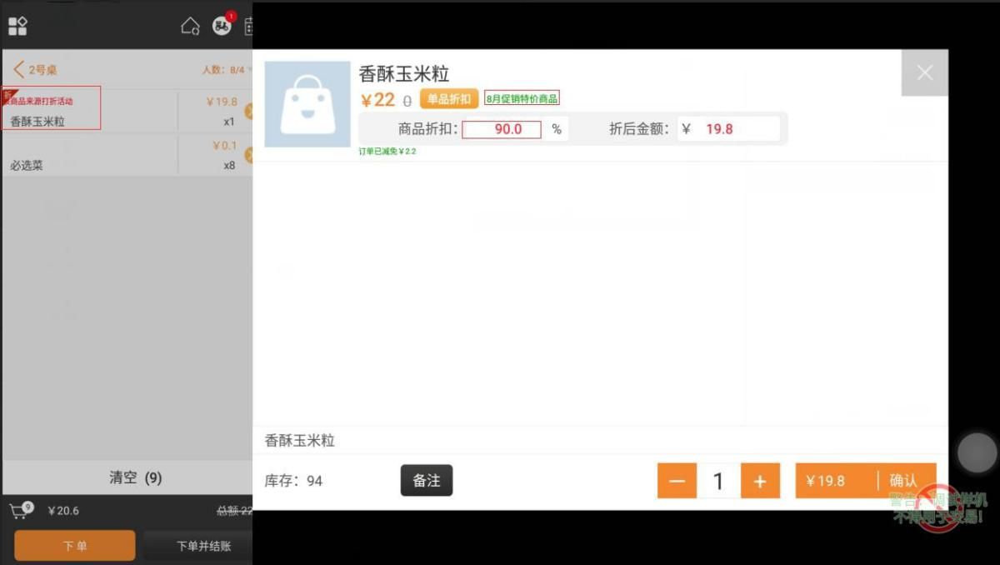 1
2号桌
人数：8/4
折
商品来源打折活动
香酥玉米粒
￥19.8
x1
必选菜
￥0.1
x8
清空 (9)
9
￥20.6
总额 22
下单
下单并结账
香酥玉米粒
￥22 0 单品折扣 8月促销特价商品
商品折扣： 90.0 % 折后金额：￥ 19.8
订单已减免￥2.2
香酥玉米粒
库存：94
备注
1
￥19.8 确认
警告：调试样机
不得用于交易!